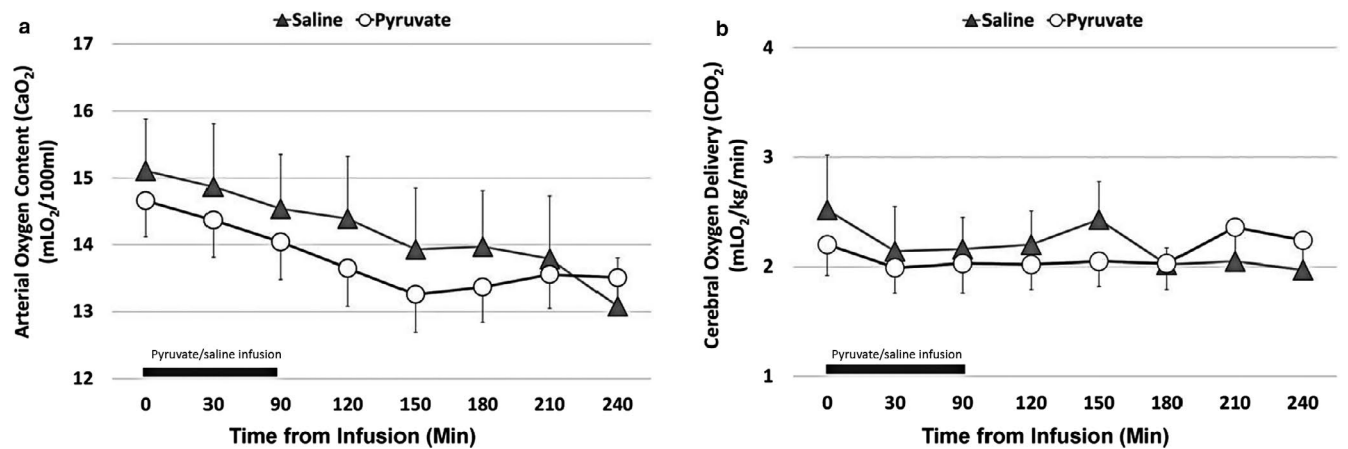 a
Saline Pyruvate
Arterial Oxygen Content (CaO₂)
(mLO₂/100ml)
17
16
15
14
13
12
Pyruvate/saline infusion
0 30 90 120 150 180 210 240
Time from Infusion (Min)
b
Saline Pyruvate
Cerebral Oxygen Delivery (CDO₂)
(mLO₂/kg/min)
4
3
2
1
Pyruvate/saline infusion
0 30 90 120 150 180 210 240
Time from Infusion (Min)